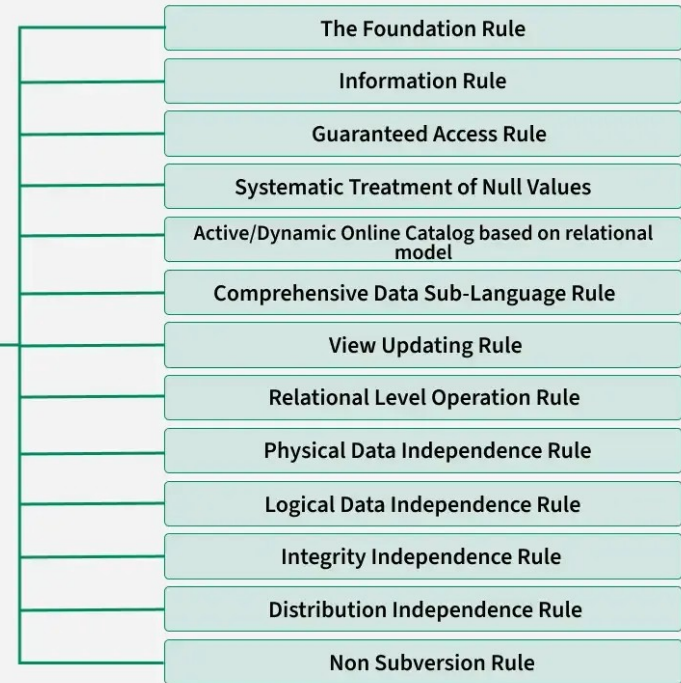 The Foundation Rule
Information Rule
Guaranteed Access Rule
Systematic Treatment of Null Values
Active/Dynamic Online Catalog based on relational
model
Comprehensive Data Sub-Language Rule
View Updating Rule
Relational Level Operation Rule
Physical Data Independence Rule
Logical Data Independence Rule
Integrity Independence Rule
Distribution Independence Rule
Non Subversion Rule